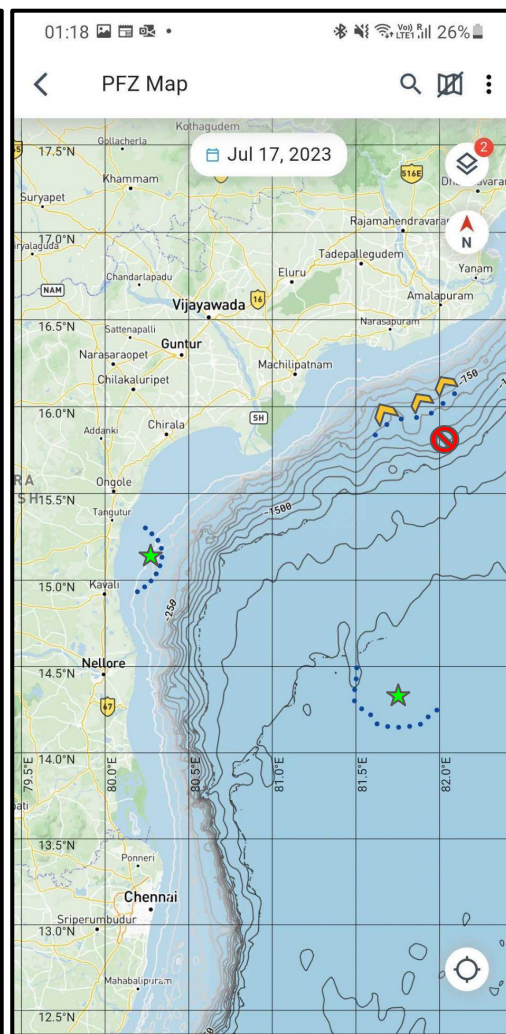 01:18
Vo)) R
LTE1
26%
PFZ Map
Kothagudem
Gollacherla
17.5°N
Jul 17, 2023
2
Khammam
516E
Suryapet
17.0°N
Rajamahendravara
Tadepallegudem
Chandarlapadu
Eluru
Yanam
NAM
16
Amalapuram
Vijayawada
16.5°N
Sattenapalli
Narasapuram
Guntur
Narasaraopet
Machilipatnam
-750
Chilakaluripet
16.0°N
SH
Addanki
Chirala
15.5°N
Ongole
-1500
Tangutur
15.0°N
Kavali
-250
14.5°N
Nellore
67
14.0°N
79.5°E
80.0°E
80.5°E
81.0°E
81.5°E
82.0°E
13.5°N
Ponneri
Chennai
13.0°N
Sriperumbudur
Mahabalipuram
12.5°N